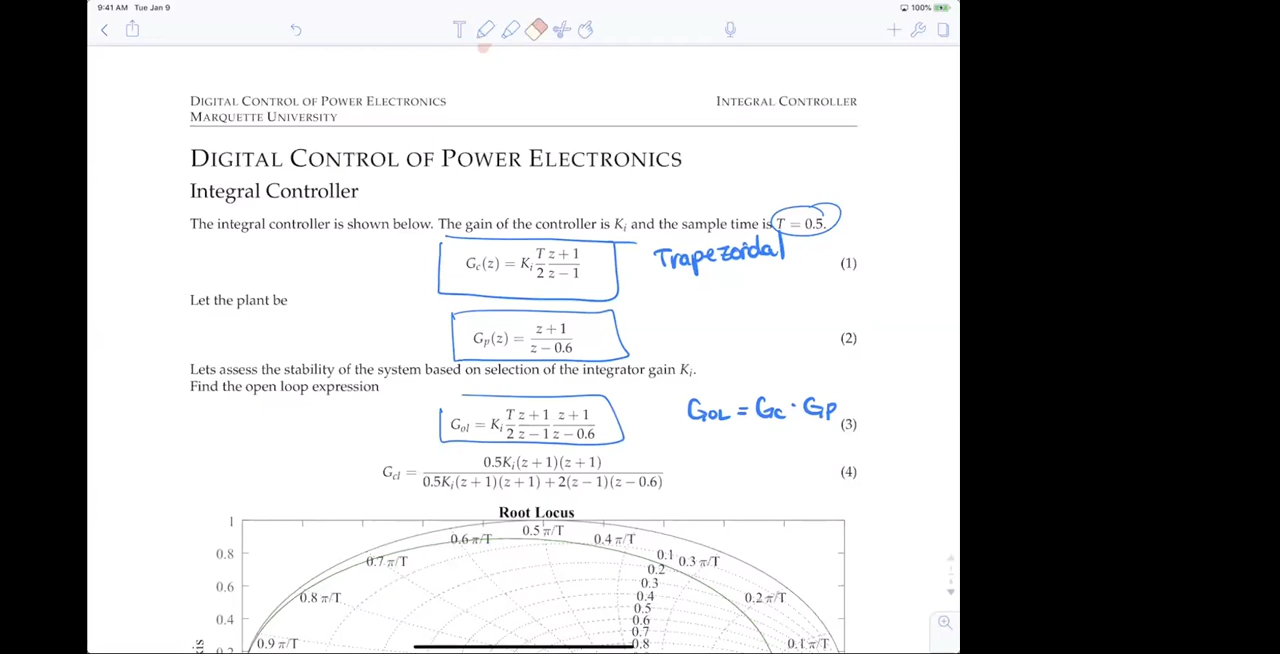 9:41 AM Tue Jan 9
100%
DIGITAL CONTROL OF POWER ELECTRONICS
INTEGRAL CONTROLLER
MARQUETTE UNIVERSITY
DIGITAL CONTROL OF POWER ELECTRONICS
Integral Controller
The integral controller is shown below. The gain of the controller is K_i and the sample time is T = 0.5.
G_c(z) = K_i T/2 (z + 1)/(z − 1) (1)
Trapezoidal
Let the plant be
G_p(z) = (z + 1)/(z − 0.6) (2)
Lets assess the stability of the system based on selection of the integrator gain K_i.
Find the open loop expression
G_ol = K_i T/2 (z + 1)/(z − 1) (z + 1)/(z − 0.6) (3)
G_OL = G_C · G_P
G_cl = 0.5K_i(z + 1)(z + 1)/(0.5K_i(z + 1)(z + 1) + 2(z − 1)(z − 0.6)) (4)
Root Locus
1
0.5 π/T
0.6 π/T
0.4 π/T
0.8
0.7 π/T
0.1
0.3 π/T
0.2
0.6
0.3
0.8 π/T
0.4
0.2 π/T
0.5
0.4
0.6
0.7
0.9 π/T
0.8
0.1 π/T
0.2